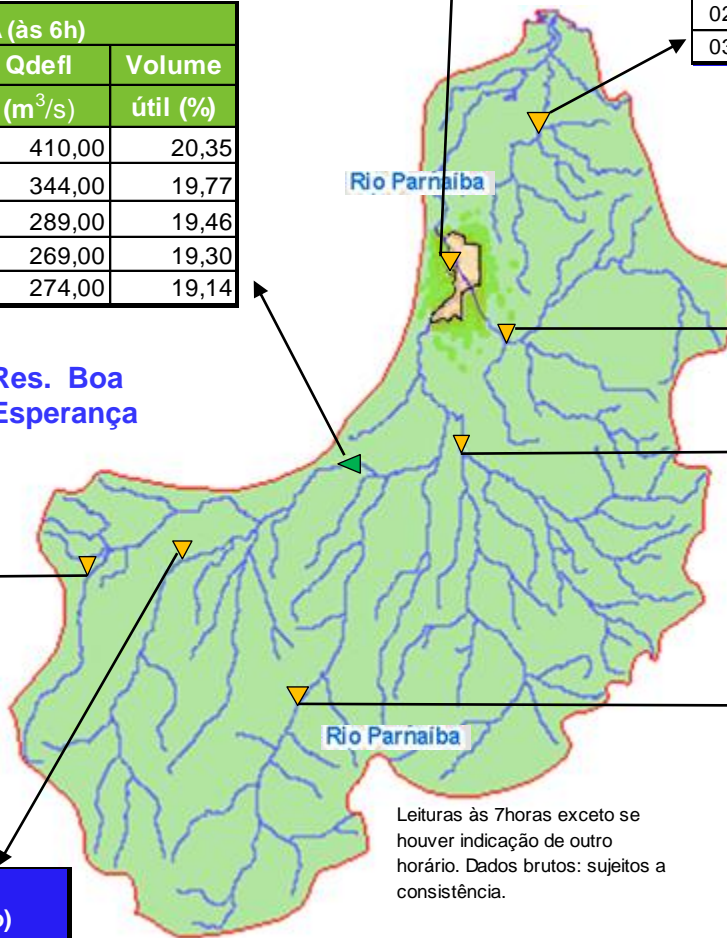 (às 6h)
Qdefl Volume
(m³/s) útil (%)
410,00 20,35
344,00 19,77
289,00 19,46
269,00 19,30
274,00 19,14
02
03
Rio Parnaíba
Res. Boa
Esperança
Rio Parnaíba
Leituras às 7horas exceto se
houver indicação de outro
horário. Dados brutos: sujeitos a
consistência.